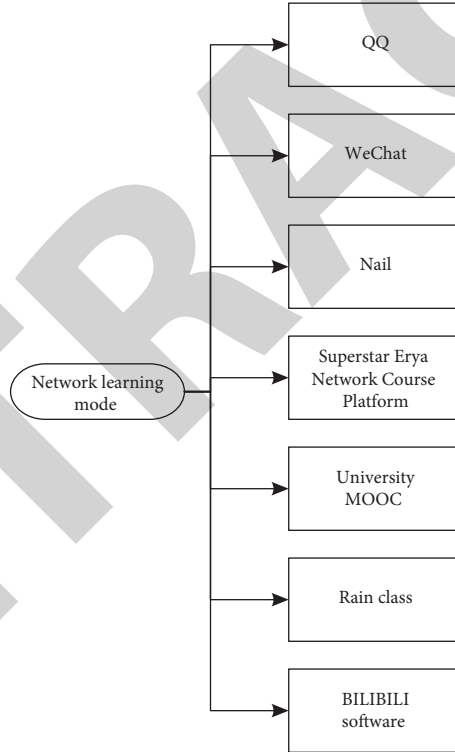 QQ
WeChat
Nail
Superstar Erya
Network Course
Platform
Network learning
mode
University
MOOC
Rain class
BILIBILI
software